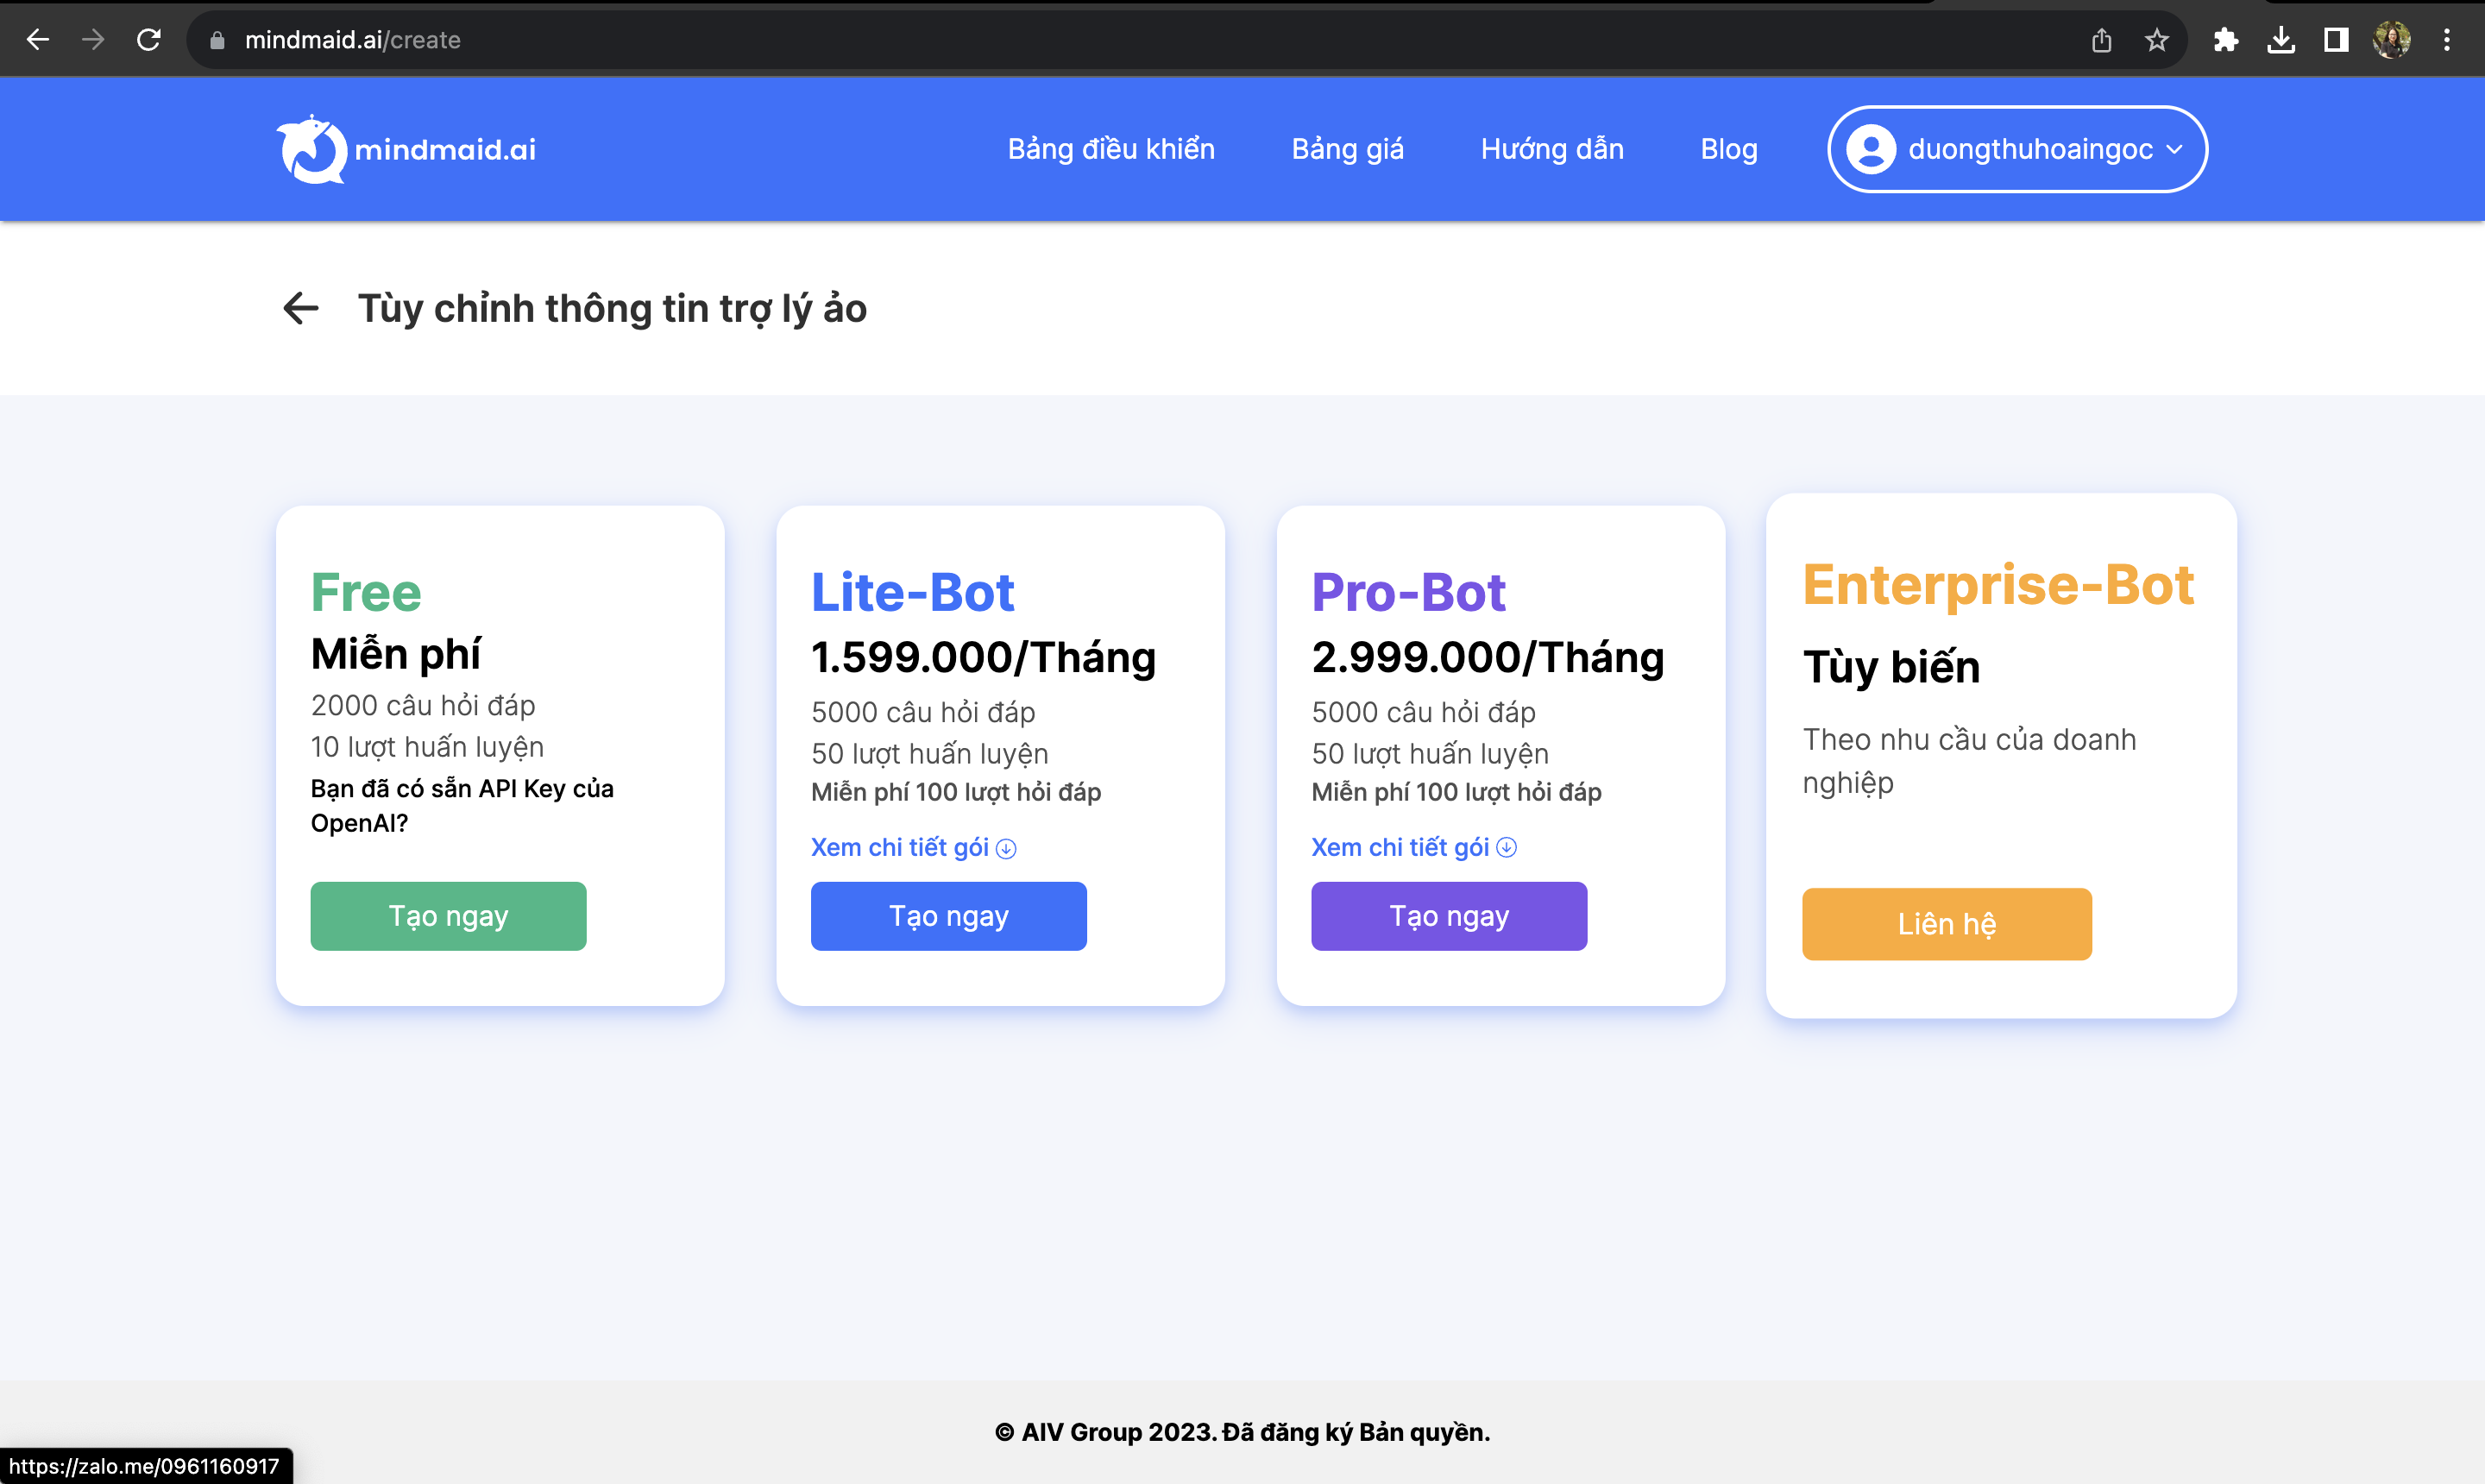 mindmaid.ai/create
mindmaid.ai
Bảng điều khiển
Bảng giá
Hướng dẫn
Blog
duongthuhoaingoc
Tùy chỉnh thông tin trợ lý ảo
Free
Miễn phí
2000 câu hỏi đáp
10 lượt huấn luyện
Bạn đã có sẵn API Key của
OpenAI?
Tạo ngay
Lite-Bot
1.599.000/Tháng
5000 câu hỏi đáp
50 lượt huấn luyện
Miễn phí 100 lượt hỏi đáp
Xem chi tiết gói
Tạo ngay
Pro-Bot
2.999.000/Tháng
5000 câu hỏi đáp
50 lượt huấn luyện
Miễn phí 100 lượt hỏi đáp
Xem chi tiết gói
Tạo ngay
Enterprise-Bot
Tùy biến
Theo nhu cầu của doanh
nghiệp
Liên hệ
© AIV Group 2023. Đã đăng ký Bản quyền.
https://zalo.me/0961160917